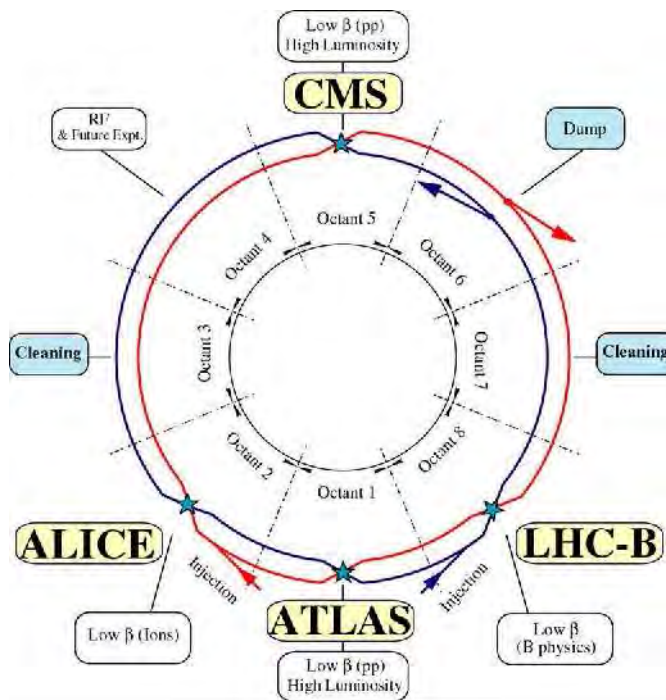 Low β (pp)
High Luminosity
CMS
RF
& Future Expt.
Dump
Octant 5
Octant 4
Octant 6
Cleaning
Octant 3
Octant 7
Cleaning
Octant 2
Octant 8
Octant 1
ALICE
LHC-B
Injection
Injection
ATLAS
Low β (Ions)
Low β
(B physics)
Low β (pp)
High Luminosity